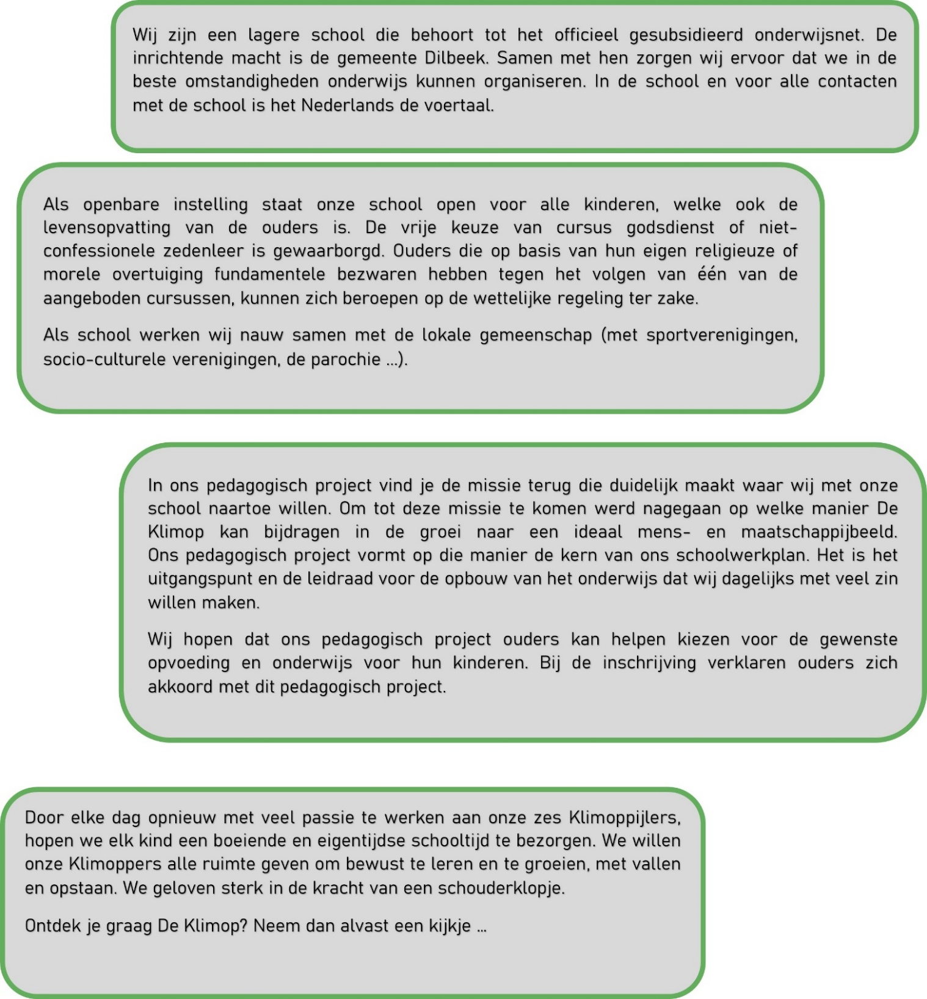 Wij zijn een lagere school die behoort tot het officieel gesubsidieerd onderwijsnet. De
inrichtende macht is de gemeente Dilbeek. Samen met hen zorgen wij ervoor dat we in de
beste omstandigheden onderwijs kunnen organiseren. In de school en voor alle contacten
met de school is het Nederlands de voertaal.
Als openbare instelling staat onze school open voor alle kinderen, welke ook de
levensopvatting van de ouders is. De vrije keuze van cursus godsdienst of niet-
confessionele zedenleer is gewaarborgd. Ouders die op basis van hun eigen religieuze of
morele overtuiging fundamentele bezwaren hebben tegen het volgen van één van de
aangeboden cursussen, kunnen zich beroepen op de wettelijke regeling ter zake.
Als school werken wij nauw samen met de lokale gemeenschap (met sportverenigingen,
socio-culturele verenigingen, de parochie ...).
In ons pedagogisch project vind je de missie terug die duidelijk maakt waar wij met onze
school naartoe willen. Om tot deze missie te komen werd nagegaan op welke manier De
Klimop kan bijdragen in de groei naar een ideaal mens- en maatschappijbeeld.
Ons pedagogisch project vormt op die manier de kern van ons schoolwerkplan. Het is het
uitgangspunt en de leidraad voor de opbouw van het onderwijs dat wij dagelijks met veel zin
willen maken.
Wij hopen dat ons pedagogisch project ouders kan helpen kiezen voor de gewenste
opvoeding en onderwijs voor hun kinderen. Bij de inschrijving verklaren ouders zich
akkoord met dit pedagogisch project.
Door elke dag opnieuw met veel passie te werken aan onze zes Klimoppijlers,
hopen we elk kind een boeiende en eigentijdse schooltijd te bezorgen. We willen
onze Klimoppers alle ruimte geven om bewust te leren en te groeien, met vallen
en opstaan. We geloven sterk in de kracht van een schouderklopje.
Ontdek je graag De Klimop? Neem dan alvast een kijkje ...